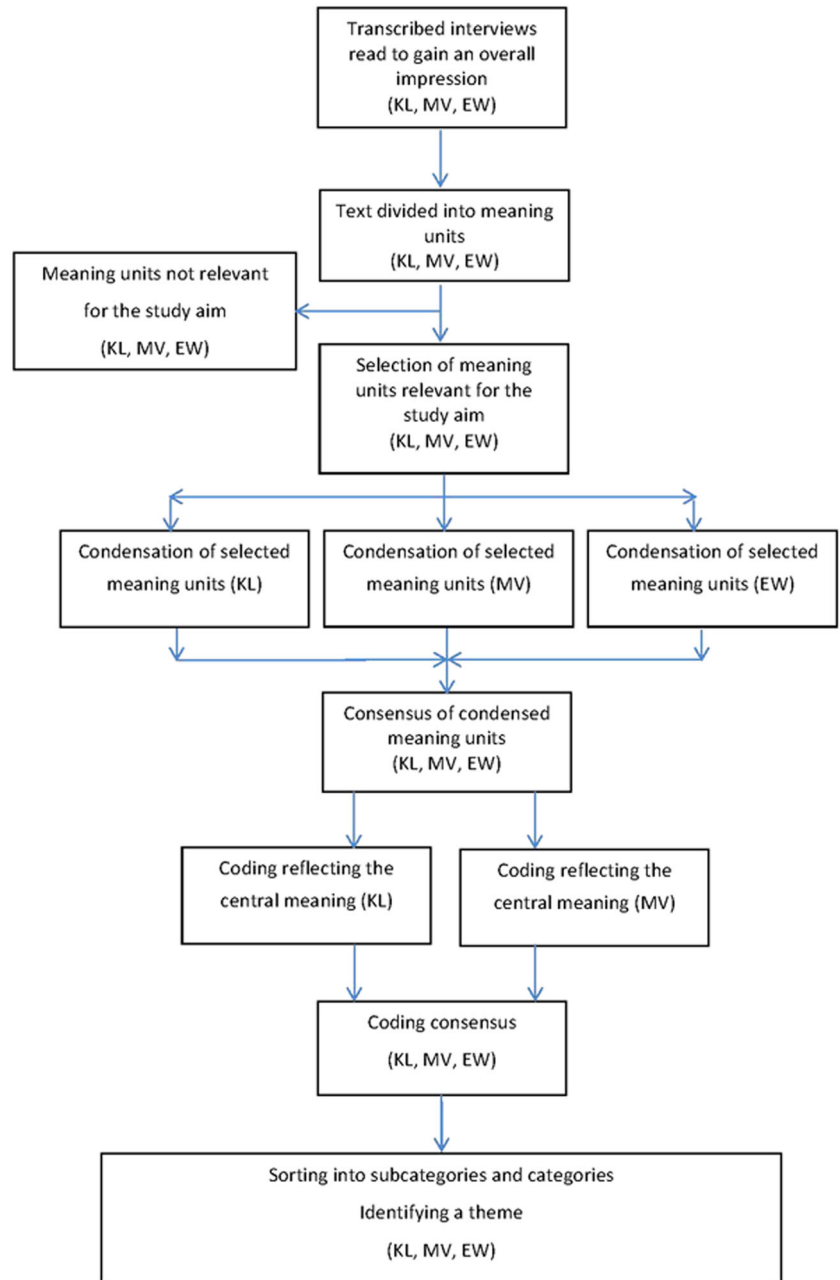 Transcribed interviews
read to gain an overall
impression
(KL, MV, EW)
Text divided into meaning
units
(KL, MV, EW)
Meaning units not relevant
for the study aim
(KL, MV, EW)
Selection of meaning
units relevant for the
study aim
(KL, MV, EW)
Condensation of selected
meaning units (KL)
Condensation of selected
meaning units (MV)
Condensation of selected
meaning units (EW)
Consensus of condensed
meaning units
(KL, MV, EW)
Coding reflecting the
central meaning (KL)
Coding reflecting the
central meaning (MV)
Coding consensus
(KL, MV, EW)
Sorting into subcategories and categories
Identifying a theme
(KL, MV, EW)